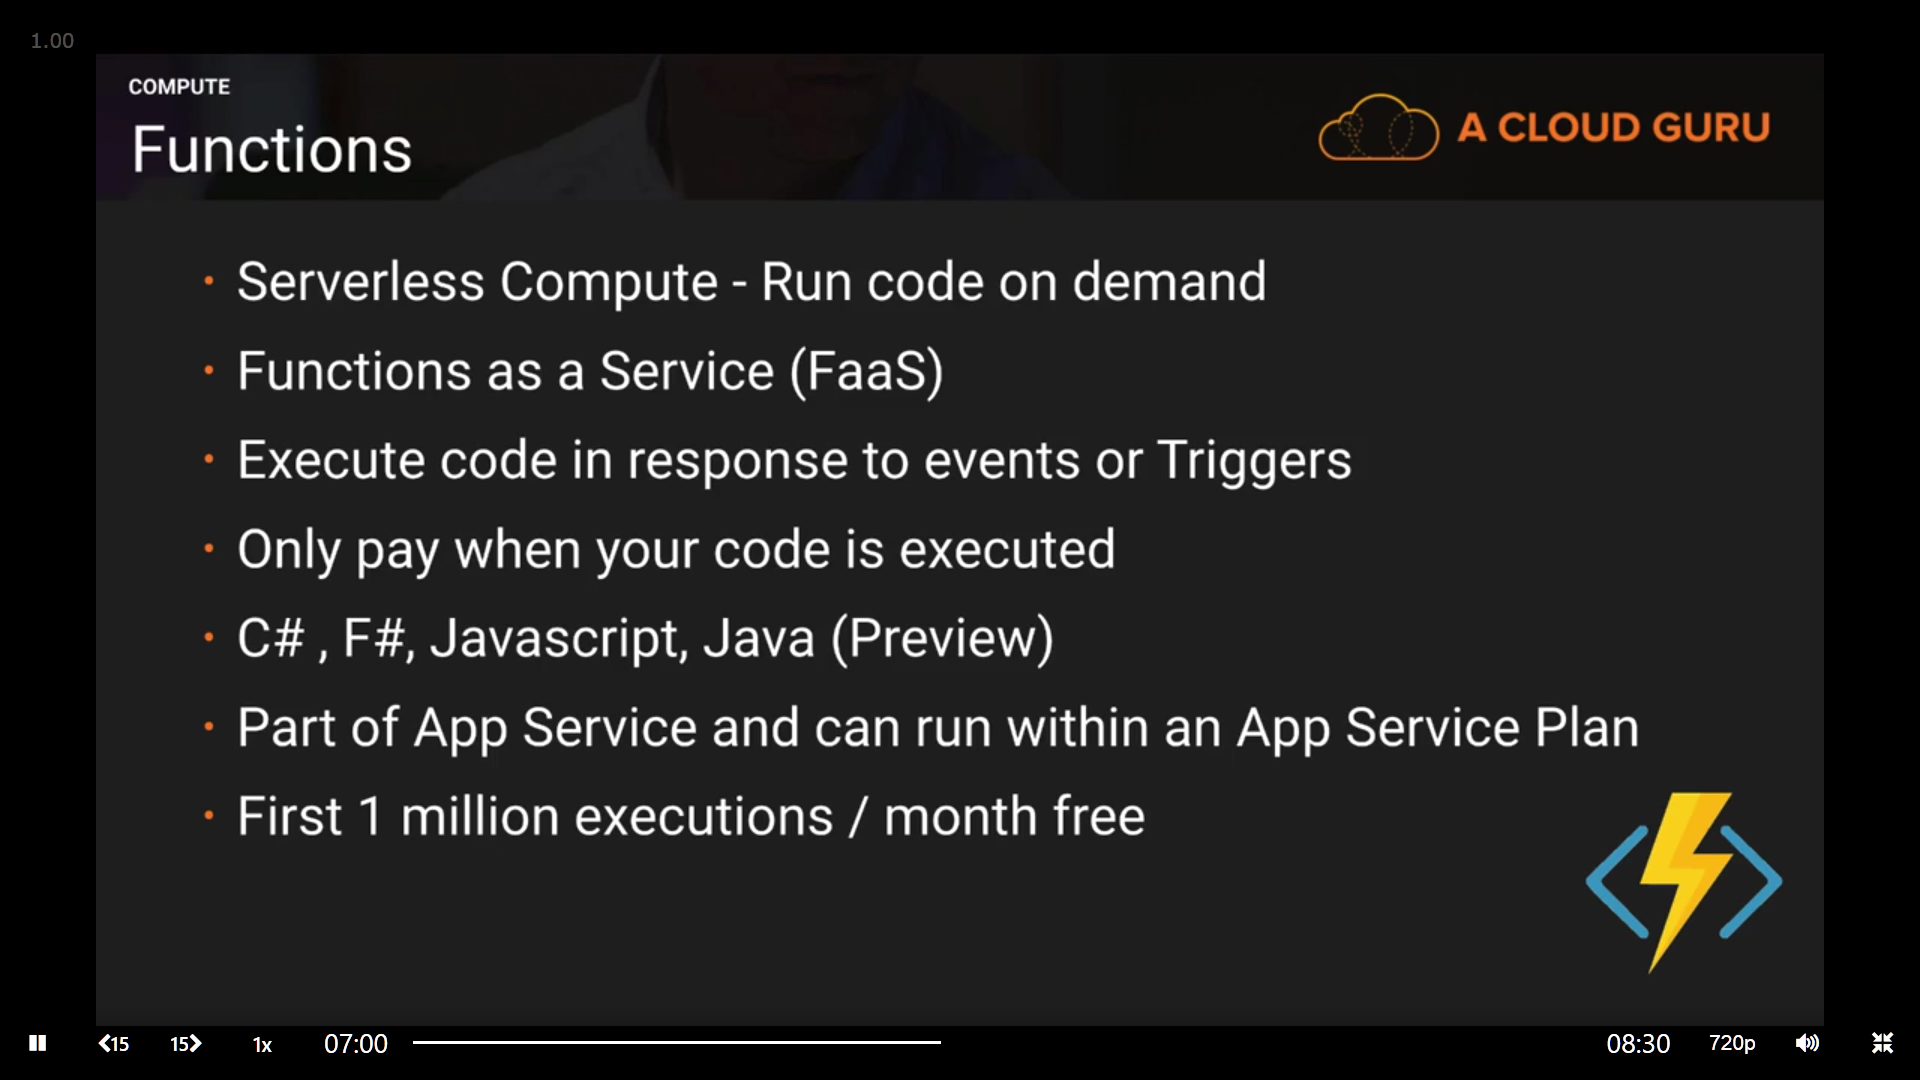 1.00
COMPUTE
Functions
A CLOUD GURU
• Serverless Compute - Run code on demand
• Functions as a Service (FaaS)
• Execute code in response to events or Triggers
• Only pay when your code is executed
• C# , F#, Javascript, Java (Preview)
• Part of App Service and can run within an App Service Plan
• First 1 million executions / month free
15 15 1x 07:00 08:30 720p